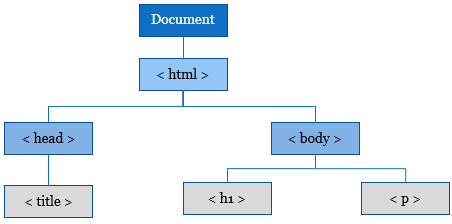 Document
< html >
< head >
< body >
< title >
< h1 >
< p >